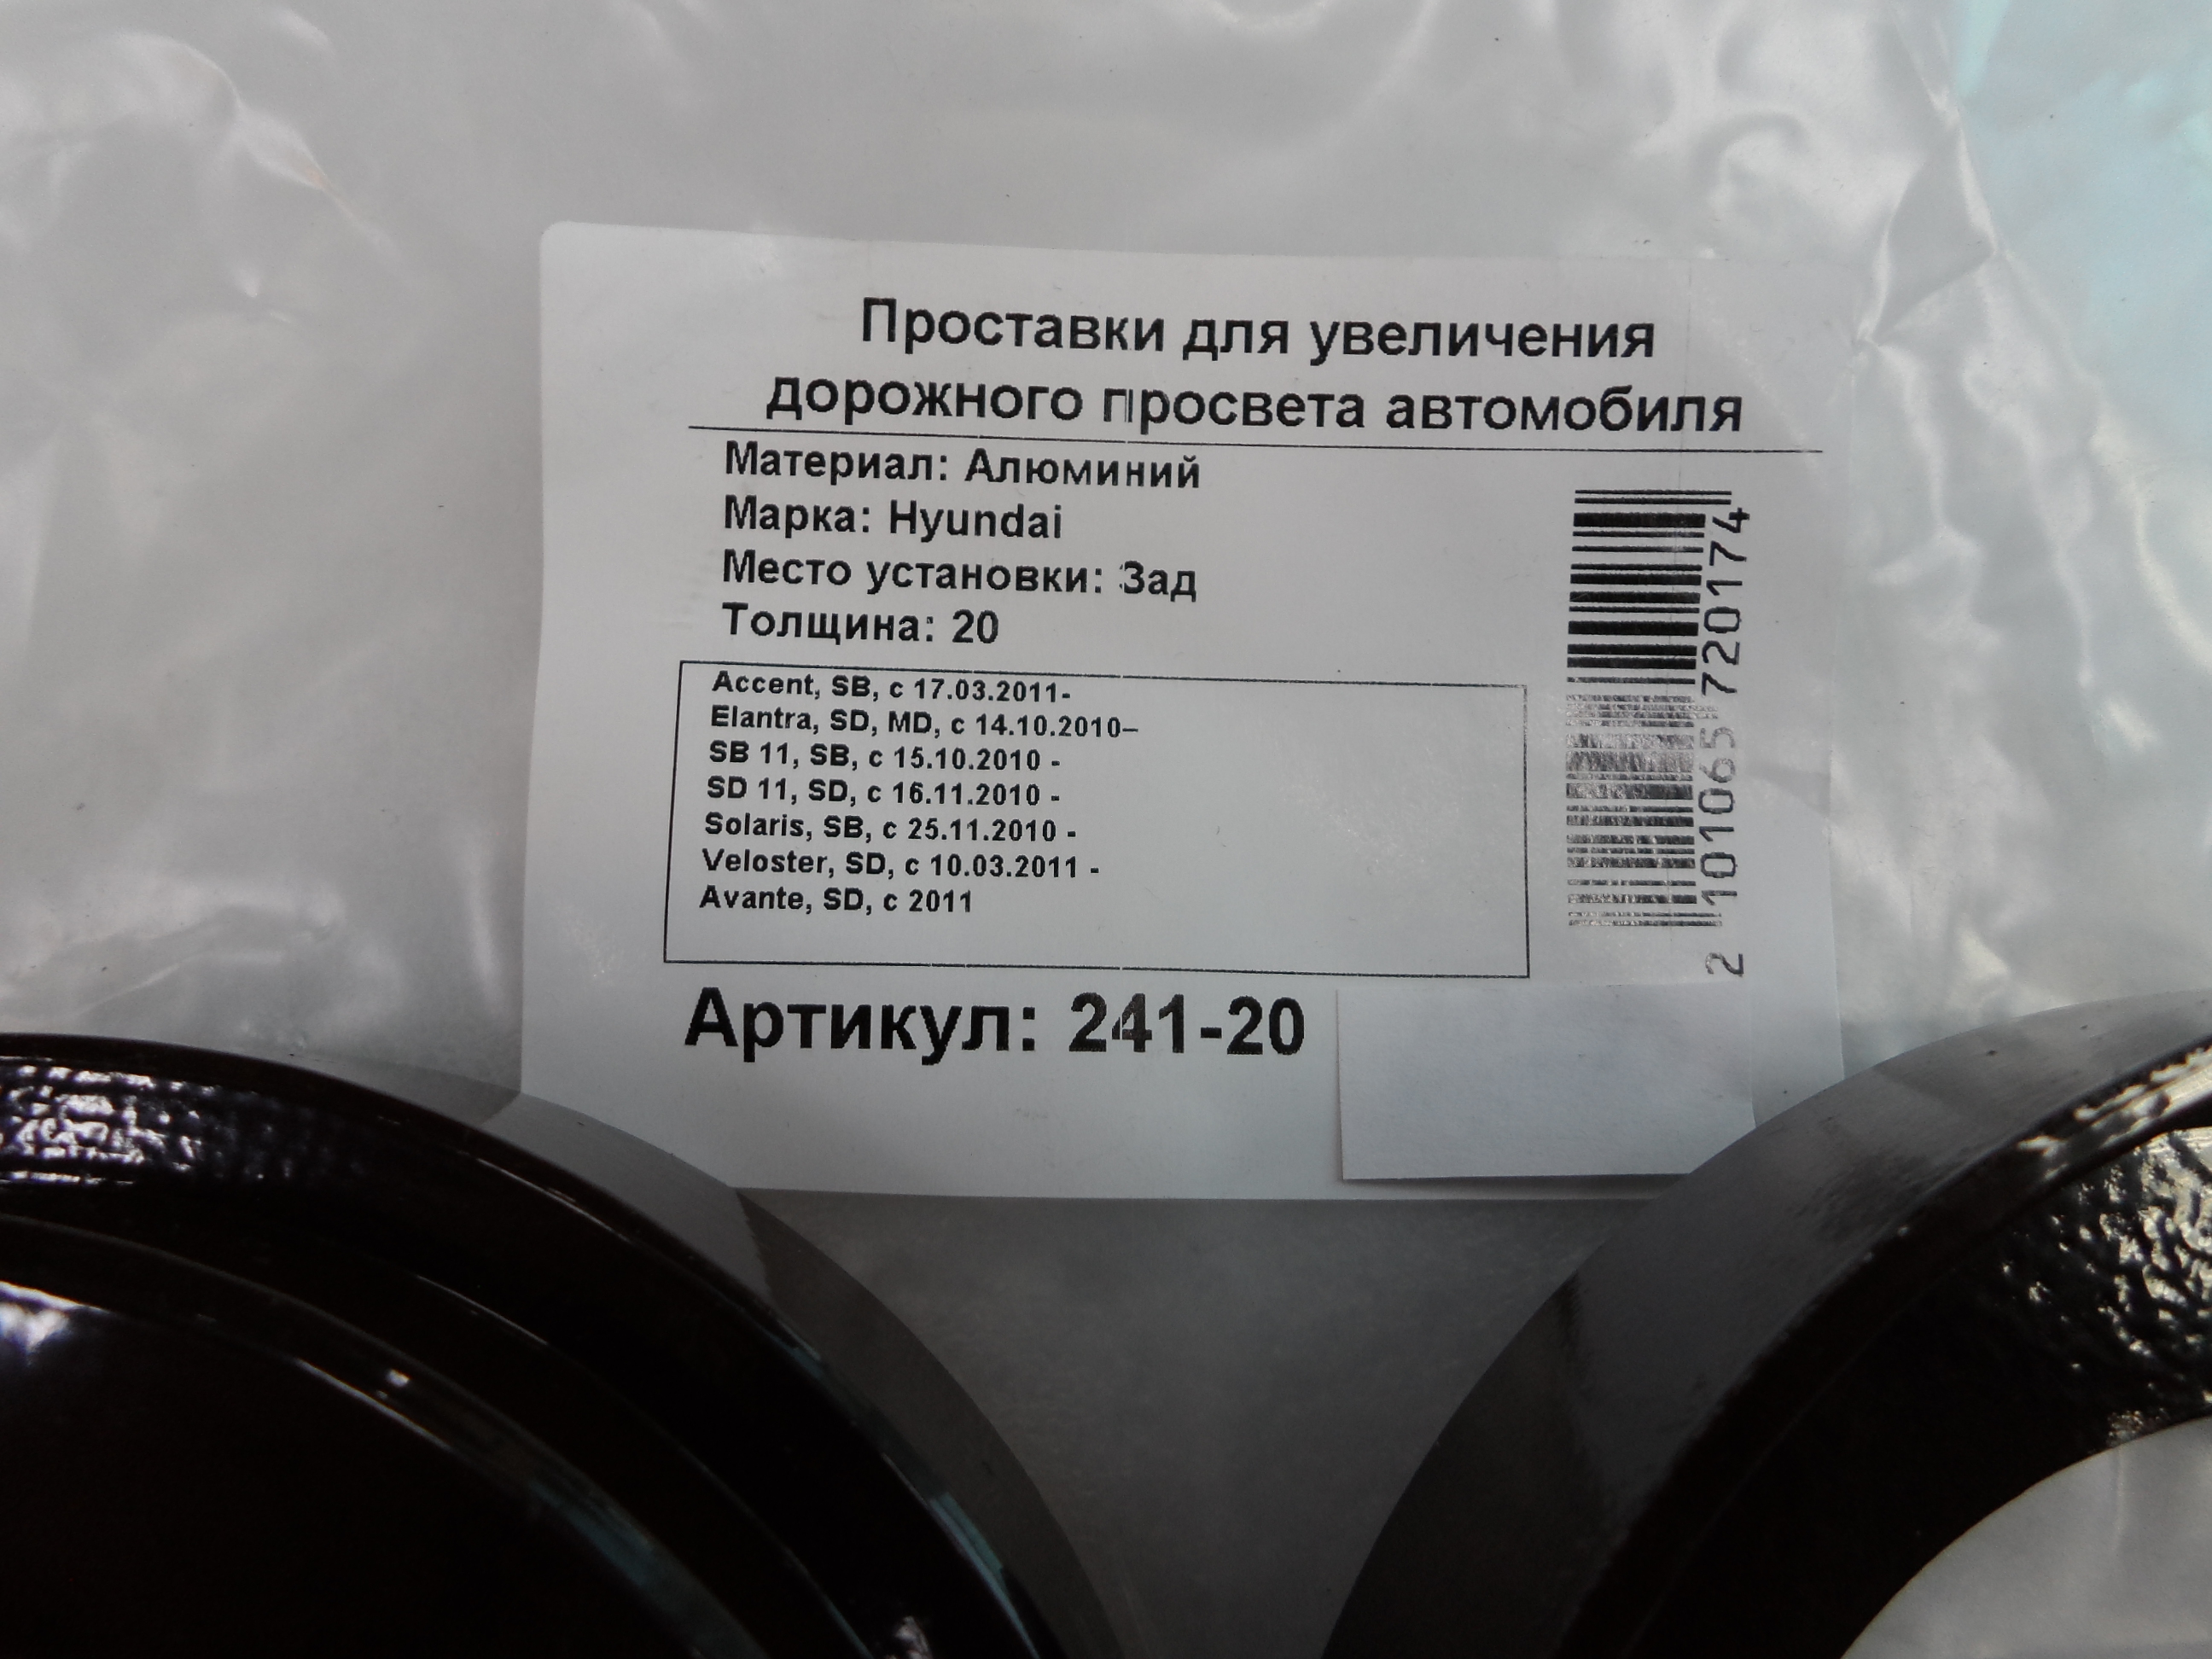 Проставки для увеличения
дорожного просвета автомобиля
Материал: Алюминий
Марка: Hyundai
Место установки: Зад
Толщина: 20
Accent, SB, с 17.03.2011-
Elantra, SD, MD, с 14.10.2010–
SB 11, SB, с 15.10.2010 -
SD 11, SD, с 16.11.2010 -
Solaris, SB, с 25.11.2010 -
Veloster, SD, с 10.03.2011 -
Avante, SD, с 2011
Артикул: 241-20
2 101065 720174